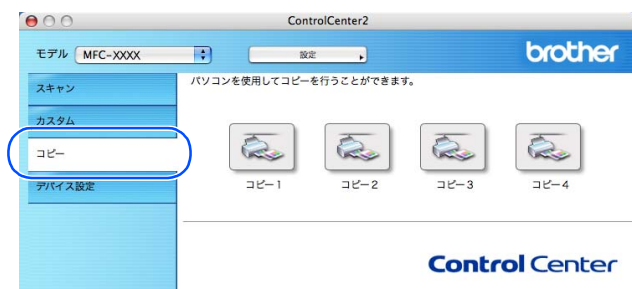 ControlCenter2
モデル MFC-XXXX 設定 brother
スキャン
パソコンを使用してコピーを行うことができます。
カスタム
コピー
コピー1 コピー2 コピー3 コピー4
デバイス設定
Control Center